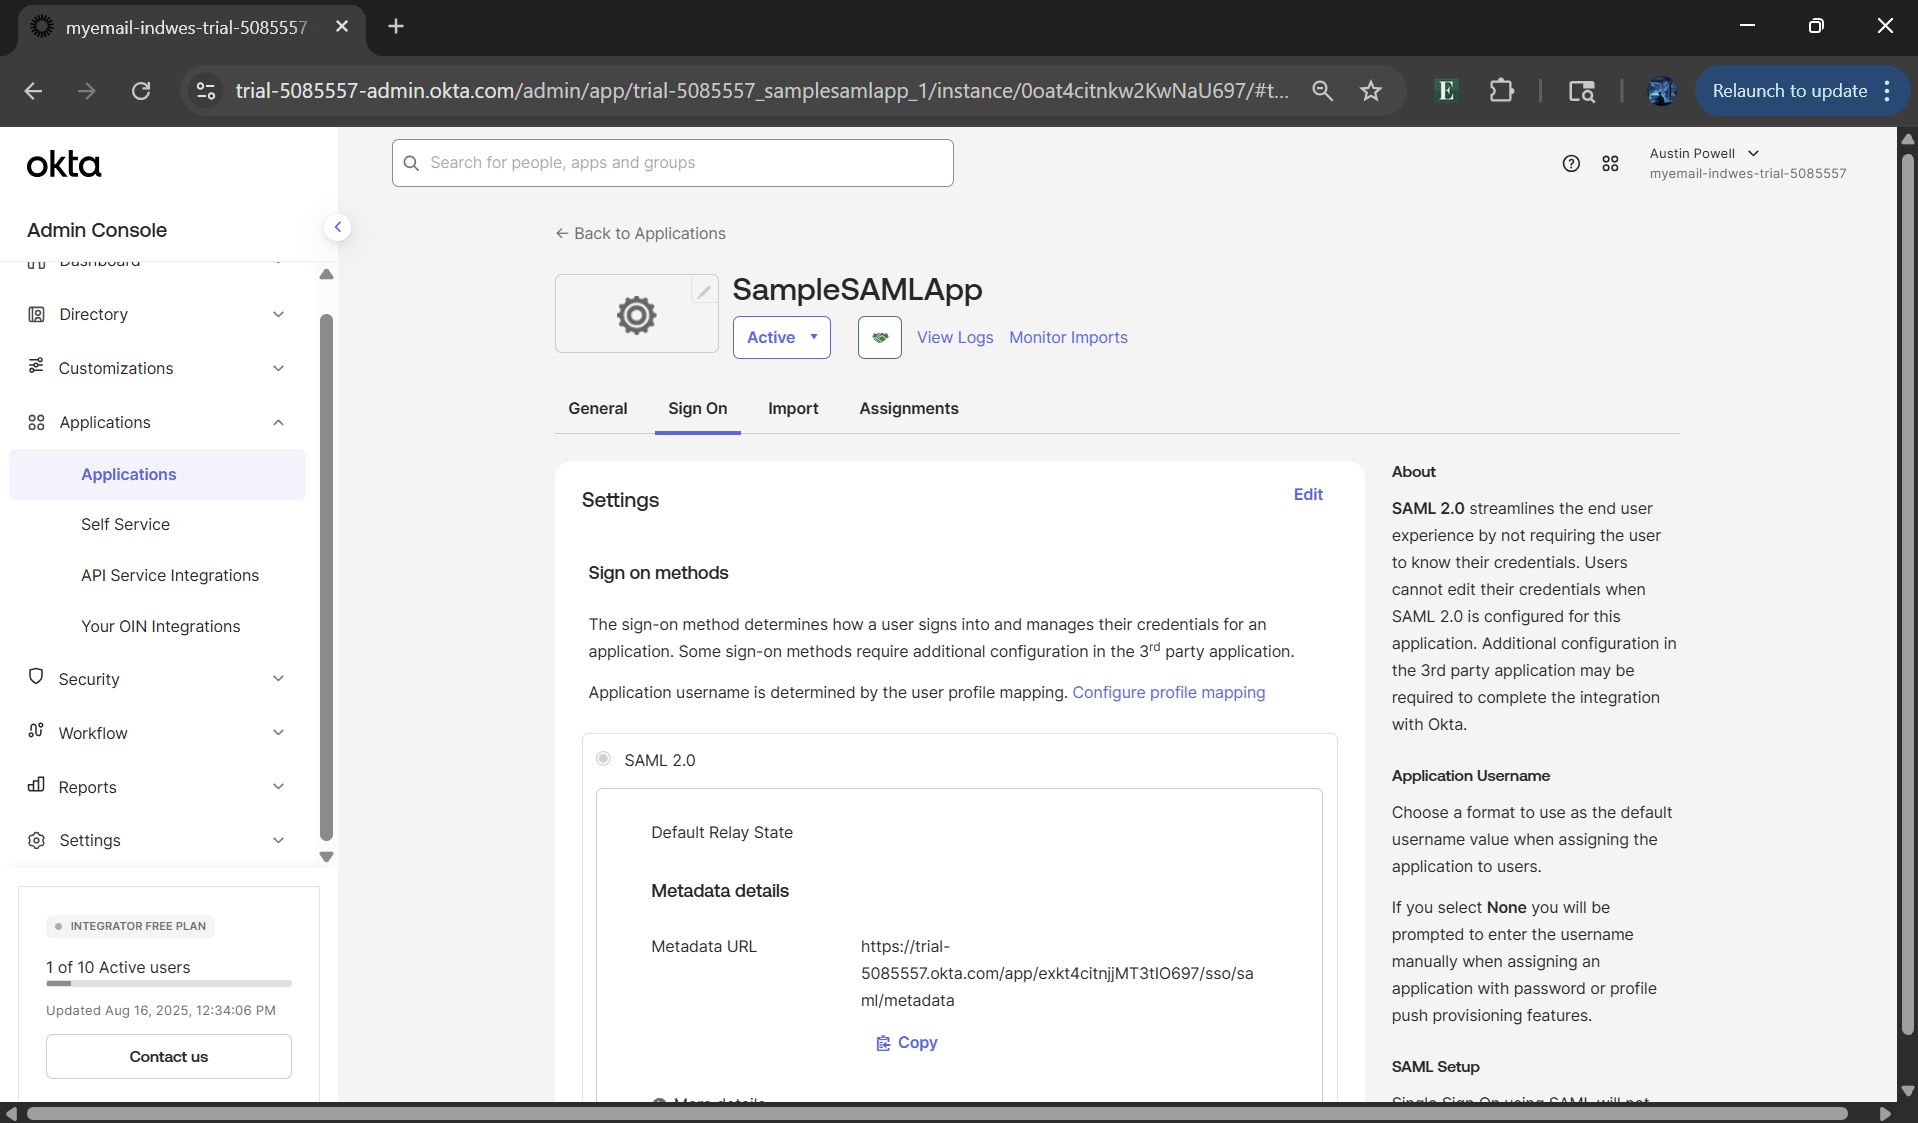 myemail-indwes-trial-5085557
trial-5085557-admin.okta.com/admin/app/trial-5085557_samplesamlapp_1/instance/0oat4citnkw2KwNaU697/#t...
E
Relaunch to update
okta
Search for people, apps and groups
Austin Powell
myemail-indwes-trial-5085557
Admin Console
Dashboard
Directory
Customizations
Applications
Applications
Self Service
API Service Integrations
Your OIN Integrations
Security
Workflow
Reports
Settings
INTEGRATOR FREE PLAN
1 of 10 Active users
Updated Aug 16, 2025, 12:34:06 PM
Contact us
← Back to Applications
SampleSAMLApp
Active
View Logs
Monitor Imports
General
Sign On
Import
Assignments
Settings
Edit
Sign on methods
The sign-on method determines how a user signs into and manages their credentials for an
application. Some sign-on methods require additional configuration in the 3rd party application.
Application username is determined by the user profile mapping. Configure profile mapping
SAML 2.0
Default Relay State
Metadata details
Metadata URL
https://trial-
5085557.okta.com/app/exkt4citnjjMT3tIO697/sso/sa
ml/metadata
Copy
More details
About
SAML 2.0 streamlines the end user
experience by not requiring the user
to know their credentials. Users
cannot edit their credentials when
SAML 2.0 is configured for this
application. Additional configuration in
the 3rd party application may be
required to complete the integration
with Okta.
Application Username
Choose a format to use as the default
username value when assigning the
application to users.
If you select None you will be
prompted to enter the username
manually when assigning an
application with password or profile
push provisioning features.
SAML Setup
Single Sign On using SAML will not